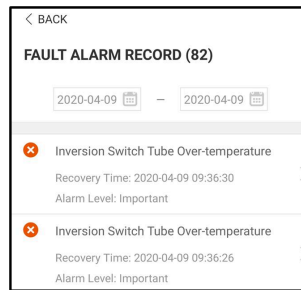 < BACK
FAULT ALARM RECORD (82)
2020-04-09 – 2020-04-09
Inversion Switch Tube Over-temperature
Recovery Time: 2020-04-09 09:36:30
Alarm Level: Important
Inversion Switch Tube Over-temperature
Recovery Time: 2020-04-09 09:36:26
Alarm Level: Important